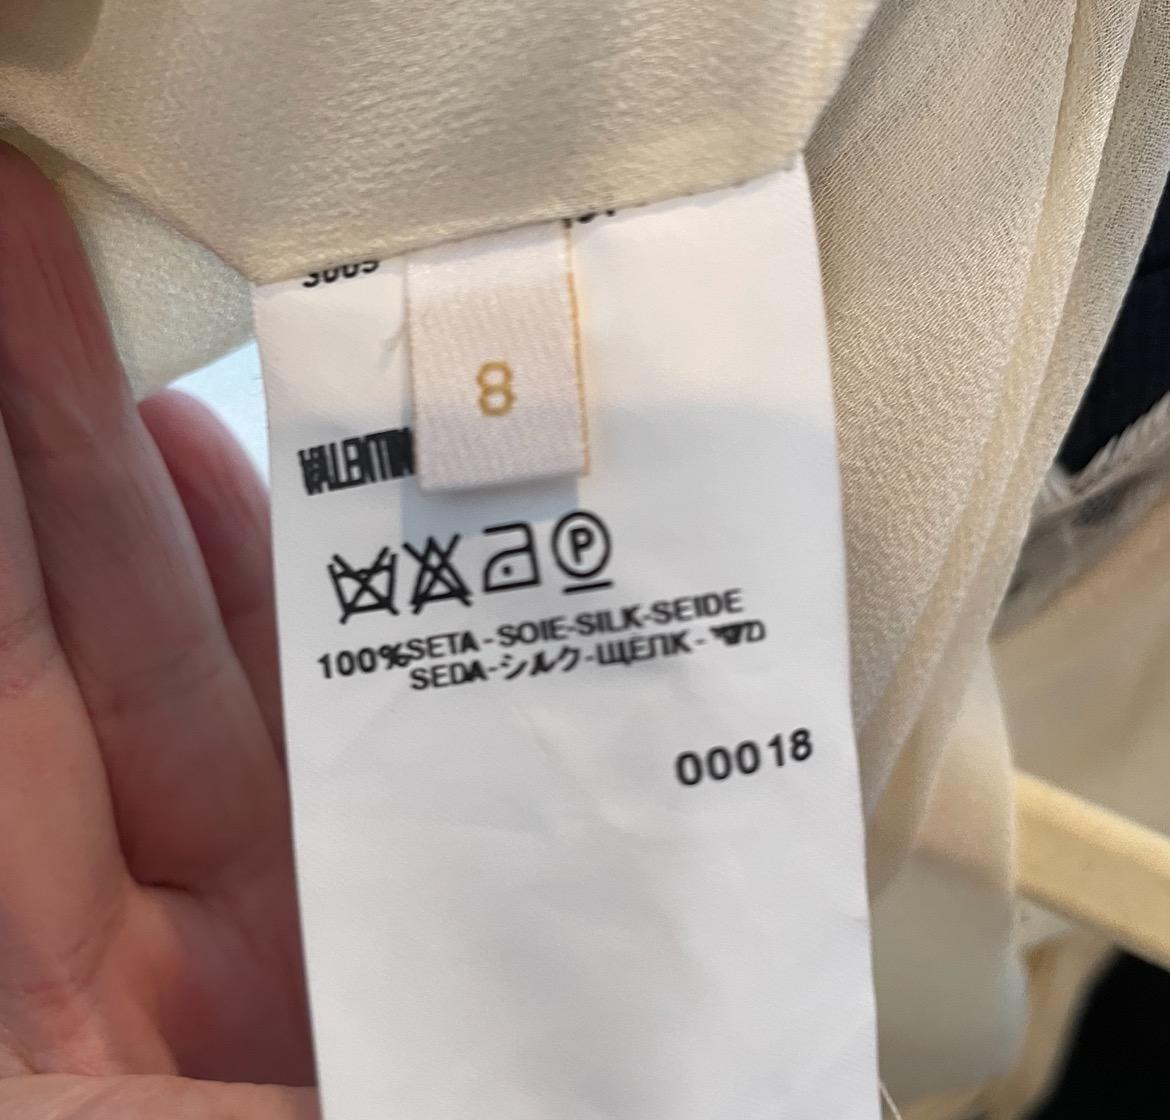 8
VALENTIN
P
100%SETA-SOIE-SILK-SEIDE
SEDA-シルク-ЩЁЛК-
00018